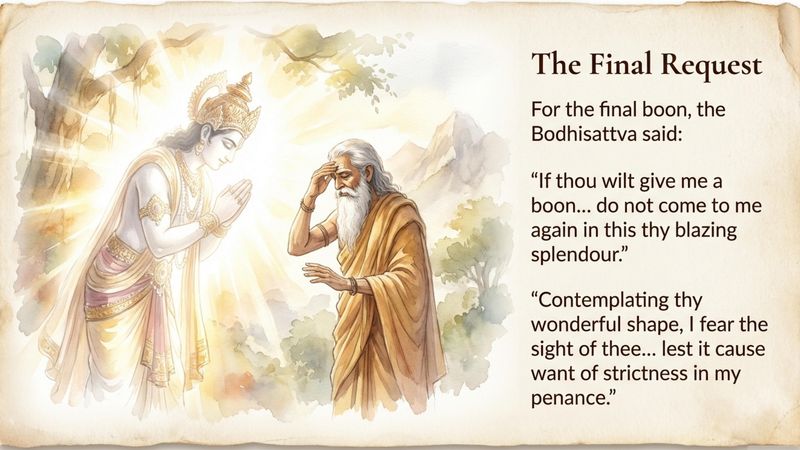 The Final Request
For the final boon, the
Bodhisattva said:
“If thou wilt give me a
boon... do not come to me
again in this thy blazing
splendour.”
“Contemplating thy
wonderful shape, I fear the
sight of thee... lest it cause
want of strictness in my
penance.”